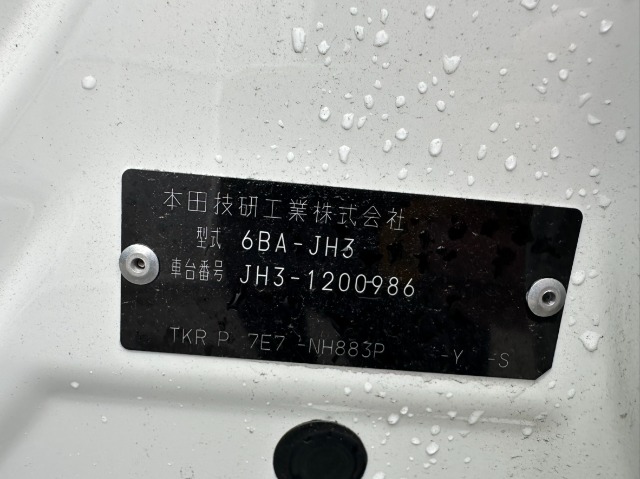 本田技研工業株式会社
型式 6BA-JH3
車台番号 JH3-1200986
TKR P 7E7 -NH883P -Y -S